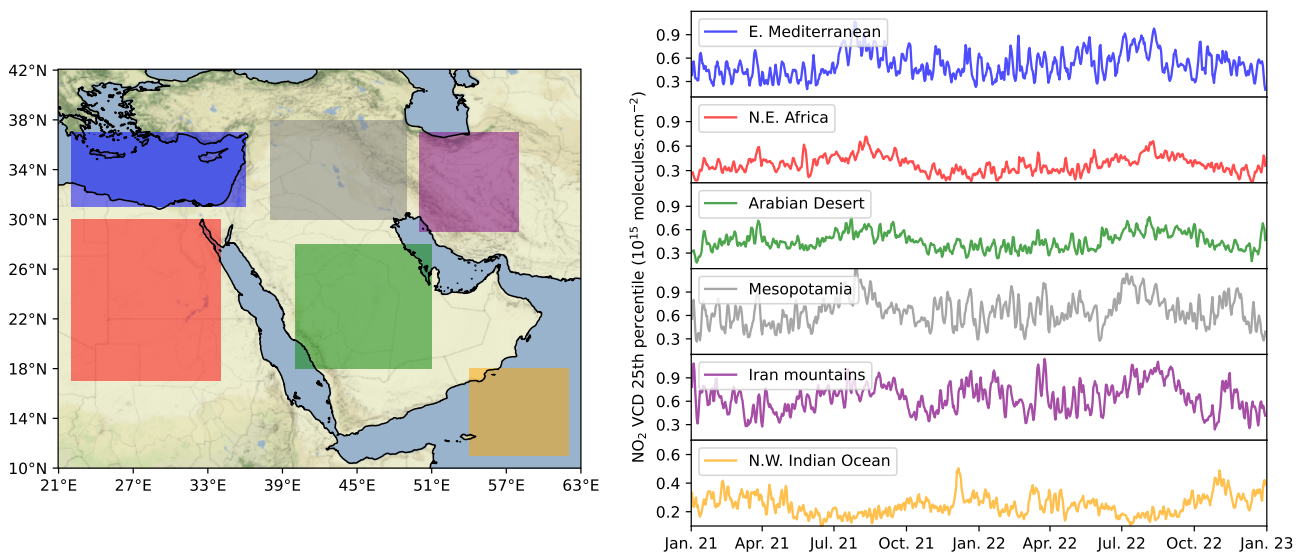 42°N
38°N
34°N
30°N
26°N
22°N
18°N
14°N
10°N
21°E 27°E 33°E 39°E 45°E 51°E 57°E 63°E
NO₂ VCD 25th percentile (10¹⁵ molecules.cm⁻²)
E. Mediterranean
0.9
0.6
0.3
N.E. Africa
0.9
0.6
0.3
Arabian Desert
0.9
0.6
0.3
Mesopotamia
0.9
0.6
0.3
Iran mountains
0.9
0.6
0.3
N.W. Indian Ocean
0.6
0.4
0.2
Jan. 21 Apr. 21 Jul. 21 Oct. 21 Jan. 22 Apr. 22 Jul. 22 Oct. 22 Jan. 23